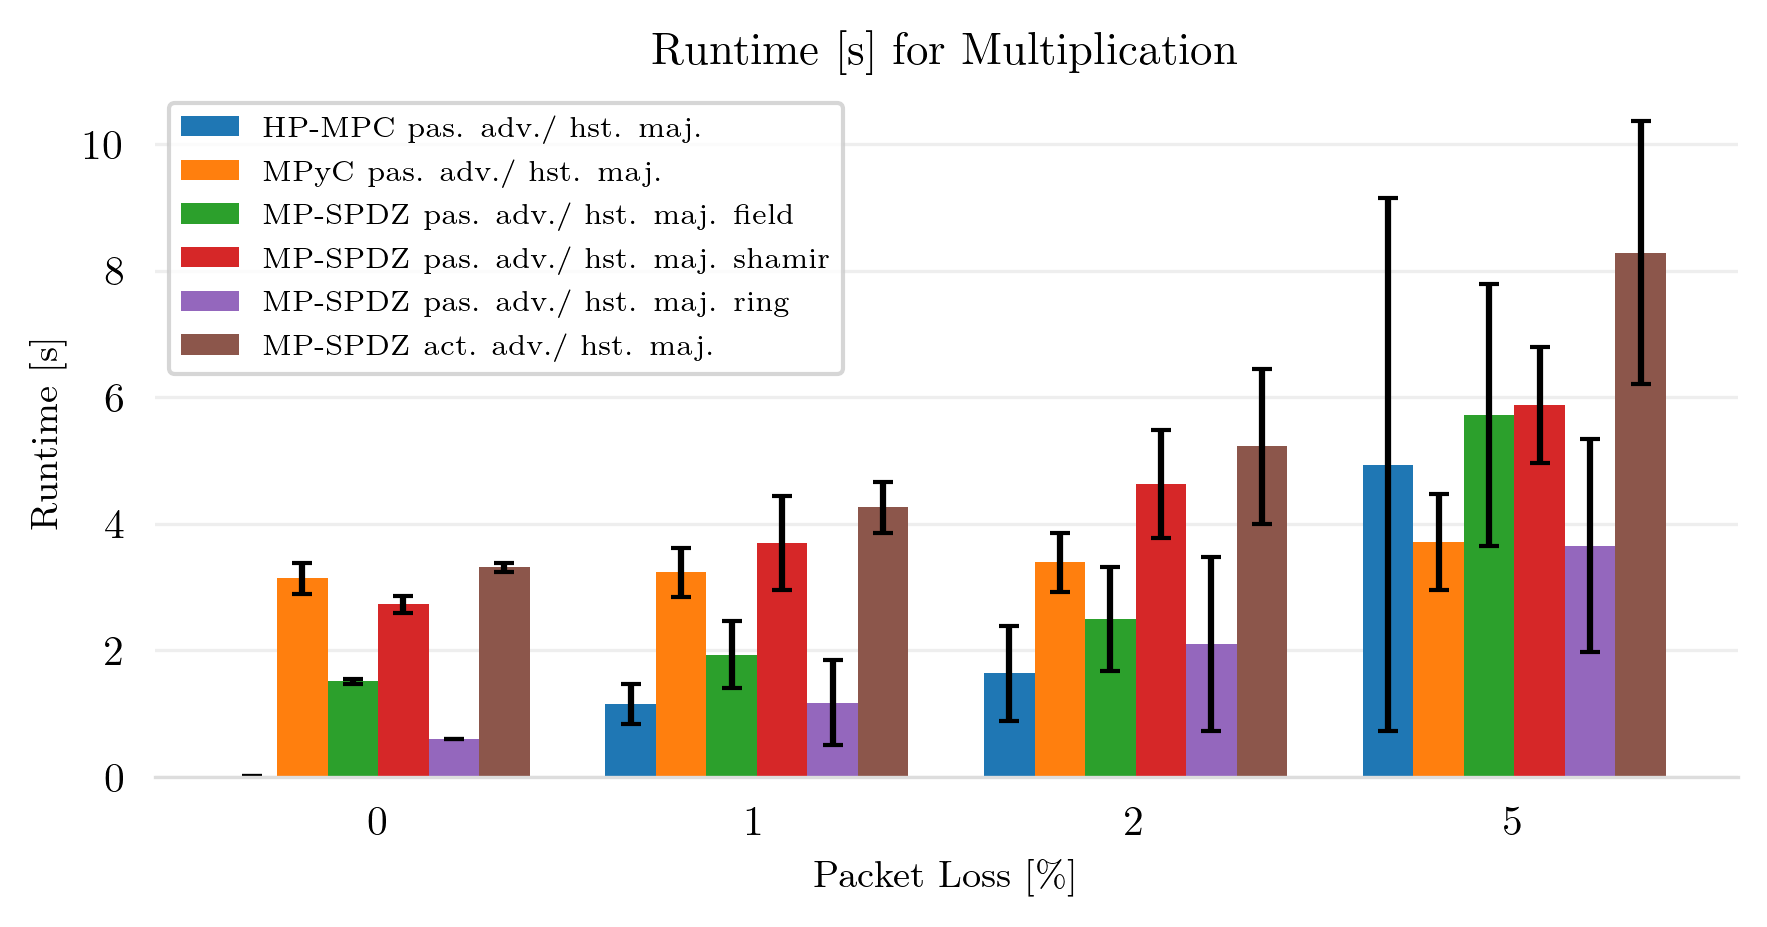 Runtime [s] for Multiplication
HP-MPC pas. adv./ hst. maj.
MPyC pas. adv./ hst. maj.
MP-SPDZ pas. adv./ hst. maj. field
MP-SPDZ pas. adv./ hst. maj. shamir
MP-SPDZ pas. adv./ hst. maj. ring
MP-SPDZ act. adv./ hst. maj.
Runtime [s]
10
8
6
4
2
0
0 1 2 5
Packet Loss [%]